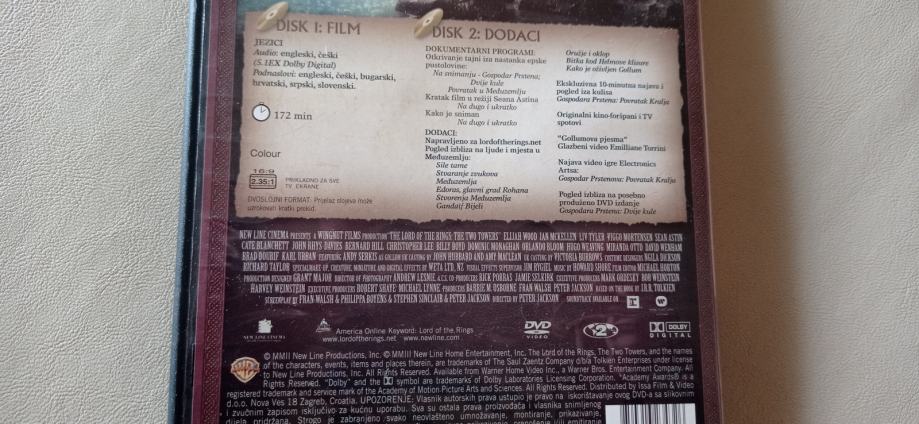 DISK 1: FILM
JEZICI
Audio: engleski, češki
(5.1EX Dolby Digital)
Podnaslovi: engleski, češki, bugarski,
hrvatski, srpski, slovenski.
172 min
Colour
16:9
2.35:1
PRIKLADNO ZA SVE
TV EKRANE
DVOSLOJNI FORMAT: Prijelaz slojeva može
uzrokovati kratki prekid.
DISK 2: DODACI
DOKUMENTARNI PROGRAMI:
Otkrivanje tajni iza nastanka epske
pustolovine:
Na snimanju - Gospodar Prstena;
Dvije kule
Povratak u Međuzemlju
Kratak film u režiji Seana Astina
Na dugo i ukratko
Kako je sniman
Na dugo i ukratko
DODACI:
Napravljeno za lordoftherings.net
Pogled izbliza na ljude i mjesta u
Međuzemlju:
Sile tame
Stvaranje zvukova
Međuzemlja
Edoras, glavni grad Rohana
Stvorenja Međuzemlja
Gandalf Bijeli
Oružje i oklop
Bitka kod Helmove klisure
Kako je oživljen Gollum
Ekskluzivna 10-minutna najava i
pogled iza kulisa
Gospodara Prstena: Povratak Kralja
Originalni kino-foršpani i TV
spotovi
"Gollumova pjesma"
Glazbeni video Emilliane Torrini
Najava video igre Electronics
Artsa:
Gospodar Prstenova: Povratak Kralja
Pogled izbliza na posebno
produženo DVD izdanje
Gospodara Prstena: Dvije kule
NEW LINE CINEMA PRESENTS A WINGNUT FILMS PRODUCTION "THE LORD OF THE RINGS: THE TWO TOWERS" ELIJAH WOOD IAN MCKELLEN LIV TYLER VIGGO MORTENSEN SEAN ASTIN
CATE BLANCHETT JOHN RHYS DAVIES BERNARD HILL CHRISTOPHER LEE BILLY BOYD DOMINIC MONAGHAN ORLANDO BLOOM HUGO WEAVING MIRANDA OTTO DAVID WENHAM
BRAD DOURIF KARL URBAN FEATURING ANDY SERKIS AS GOLLUM UK CASTING BY JOHN HUBBARD AND AMY MACLEAN US CASTING BY VICTORIA BURROWS COSTUME DESIGNERS NGILA DICKSON
RICHARD TAYLOR SPECIAL MAKE-UP, CREATURE, MINIATURE AND DIGITAL EFFECTS BY WETA LTD, NZ VISUAL EFFECTS SUPERVISOR JIM RYGIEL MUSIC BY HOWARD SHORE FILM EDITOR MICHAEL HORTON
PRODUCTION DESIGNER GRANT MAJOR DIRECTOR OF PHOTOGRAPHY ANDREW LESNIE, A.C.S. CO-PRODUCERS RICK PORRAS JAMIE SELKIRK EXECUTIVE PRODUCERS MARK ORDESKY BOB WEINSTEIN
HARVEY WEINSTEIN EXECUTIVE PRODUCERS ROBERT SHAYE MICHAEL LYNNE PRODUCERS BARRIE M. OSBORNE FRAN WALSH PETER JACKSON BASED ON THE BOOK BY J.R.R. TOLKIEN
SCREENPLAY BY FRAN WALSH & PHILIPPA BOYENS & STEPHEN SINCLAIR & PETER JACKSON DIRECTED BY PETER JACKSON SOUNDTRACK AVAILABLE ON
NEW LINE CINEMA
America Online Keyword: Lord of the Rings
www.lordoftherings.net www.newline.com
DVD
VIDEO
2
DOLBY
DIGITAL
© MMII New Line Productions, Inc. © MMIII New Line Home Entertainment, Inc. The Lord of the Rings, The Two Towers, and the names
of the characters, events, items and places therein, are trademarks of The Saul Zaentz Company d/b/a Tolkien Enterprises under license
to New Line Productions, Inc. All Rights Reserved. Available from Warner Home Video Inc., a Warner Bros. Entertainment Company. All
Rights Reserved. "Dolby" and the symbol are trademarks of Dolby Laboratories Licensing Corporation. "Academy Awards® is a
registered trademark and service mark of the Academy of Motion Picture Arts and Sciences. All Rights Reserved. Distributed by Issa Film & Video
d.o.o. Nova Ves 18 Zagreb, Croatia. UPOZORENJE: Vlasnik autorskih prava ustupio je pravo na iskorištavanje ovog DVD-a sa slikovnim
i zvučnim zapisom isključivo za kućnu uporabu. Sva su ostala prava proizvođača i vlasnika snimljenog
djela pridržana. Strogo je zabranjeno svako neovlašteno umnožavanje, montiranje, prikazivanje,